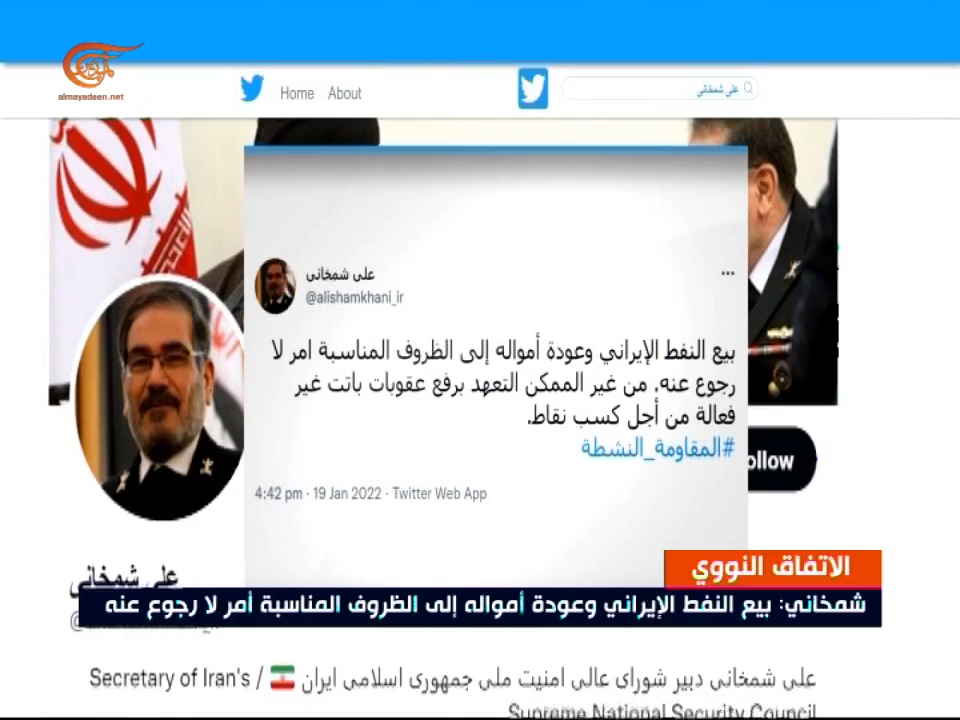 almayadeen.net
Home About
علي شمخاني
علی شمخانی
@alishamkhani_ir
...
بيع النفط الإيراني وعودة أمواله إلى الظروف المناسبة امر لا
رجوع عنه. من غير الممكن التعهد برفع عقوبات باتت غير
فعالة من أجل كسب نقاط.
#المقاومة_النشطة
4:42 pm · 19 Jan 2022 · Twitter Web App
ollow
الاتفاق النووي
علی شمخانی
شمخاني: بيع النفط الإيراني وعودة أمواله إلى الظروف المناسبة أمر لا رجوع عنه
علی شمخانی دبیر شورای عالی امنیت ملی جمهوری اسلامی ایران 🇮🇷 / Secretary of Iran's
Supreme National Security Council